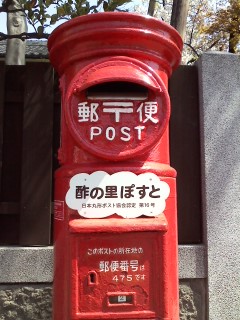 郵〒便
POST
酢の里ぽすと
日本丸形ポスト協会認定 第16号
このポストの所在地の
郵便番号は
475です